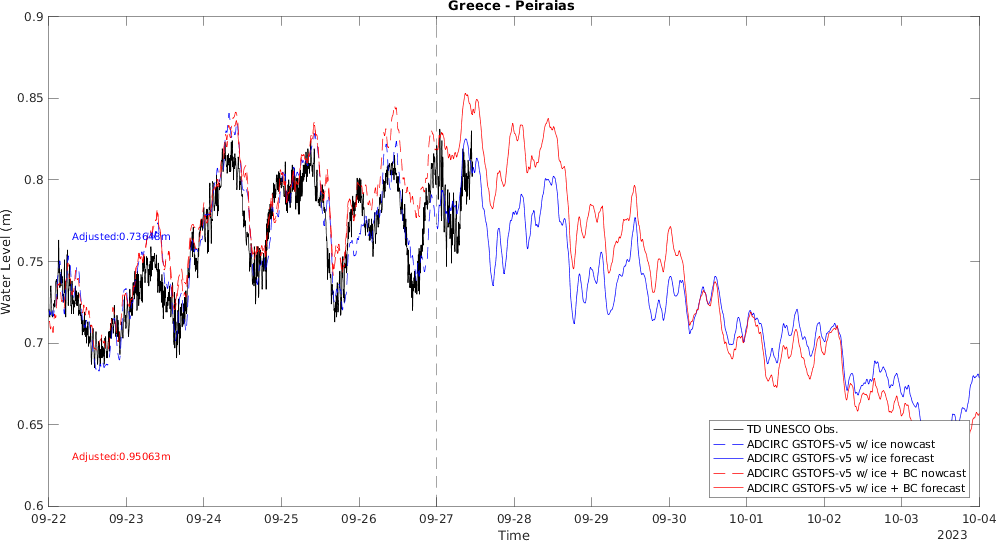 Greece - Peiraias
0.9
0.85
0.8
0.75
0.7
0.65
0.6
Water Level (m)
Adjusted:0.73643m
Adjusted:0.95063m
TD UNESCO Obs.
ADCIRC GSTOFS-v5 w/ ice nowcast
ADCIRC GSTOFS-v5 w/ ice forecast
ADCIRC GSTOFS-v5 w/ ice + BC nowcast
ADCIRC GSTOFS-v5 w/ ice + BC forecast
09-22 09-23 09-24 09-25 09-26 09-27 09-28 09-29 09-30 10-01 10-02 10-03 10-04
Time
2023